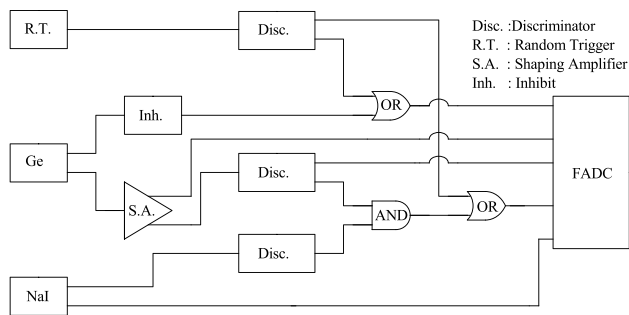 R.T.
Disc.
Disc. :Discriminator
R.T. : Random Trigger
S.A. : Shaping Amplifier
Inh. : Inhibit
OR
Inh.
Ge
Disc.
FADC
S.A.
AND
OR
Disc.
NaI